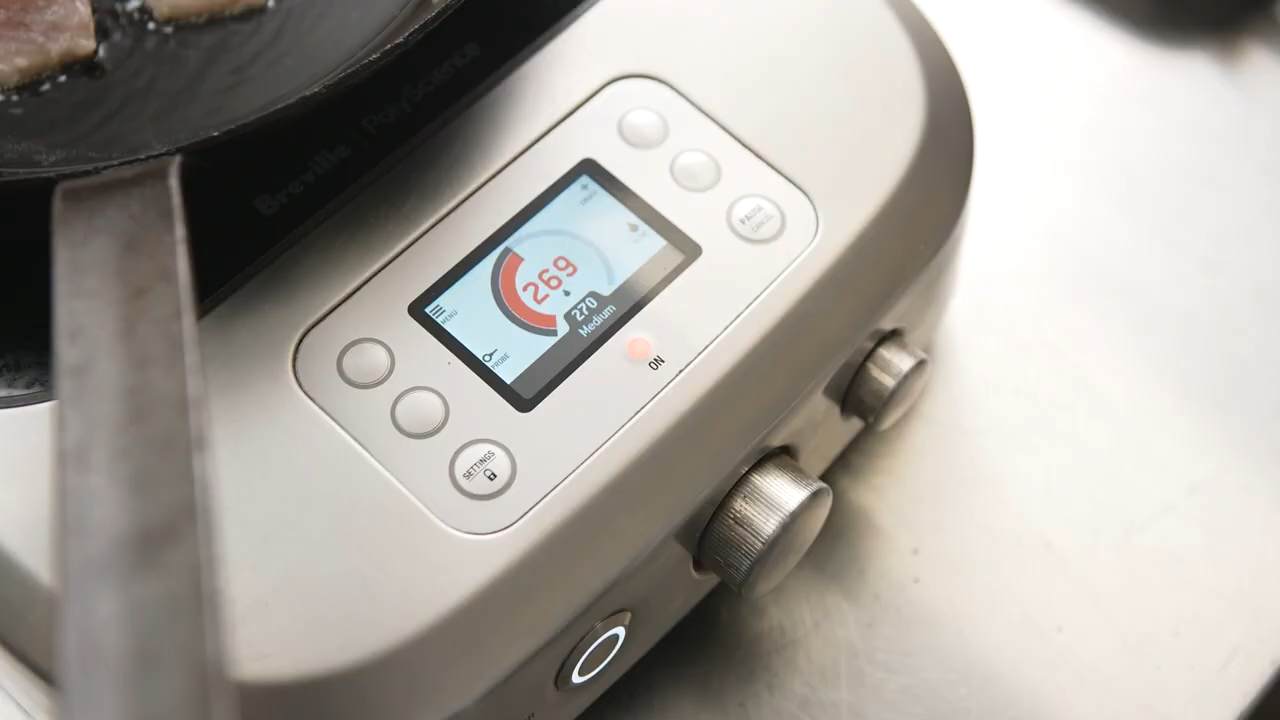 Breville | PolyScience
269
270
Medium
MENU
PROBE
ON
PAUSE
CANCEL
SETTINGS